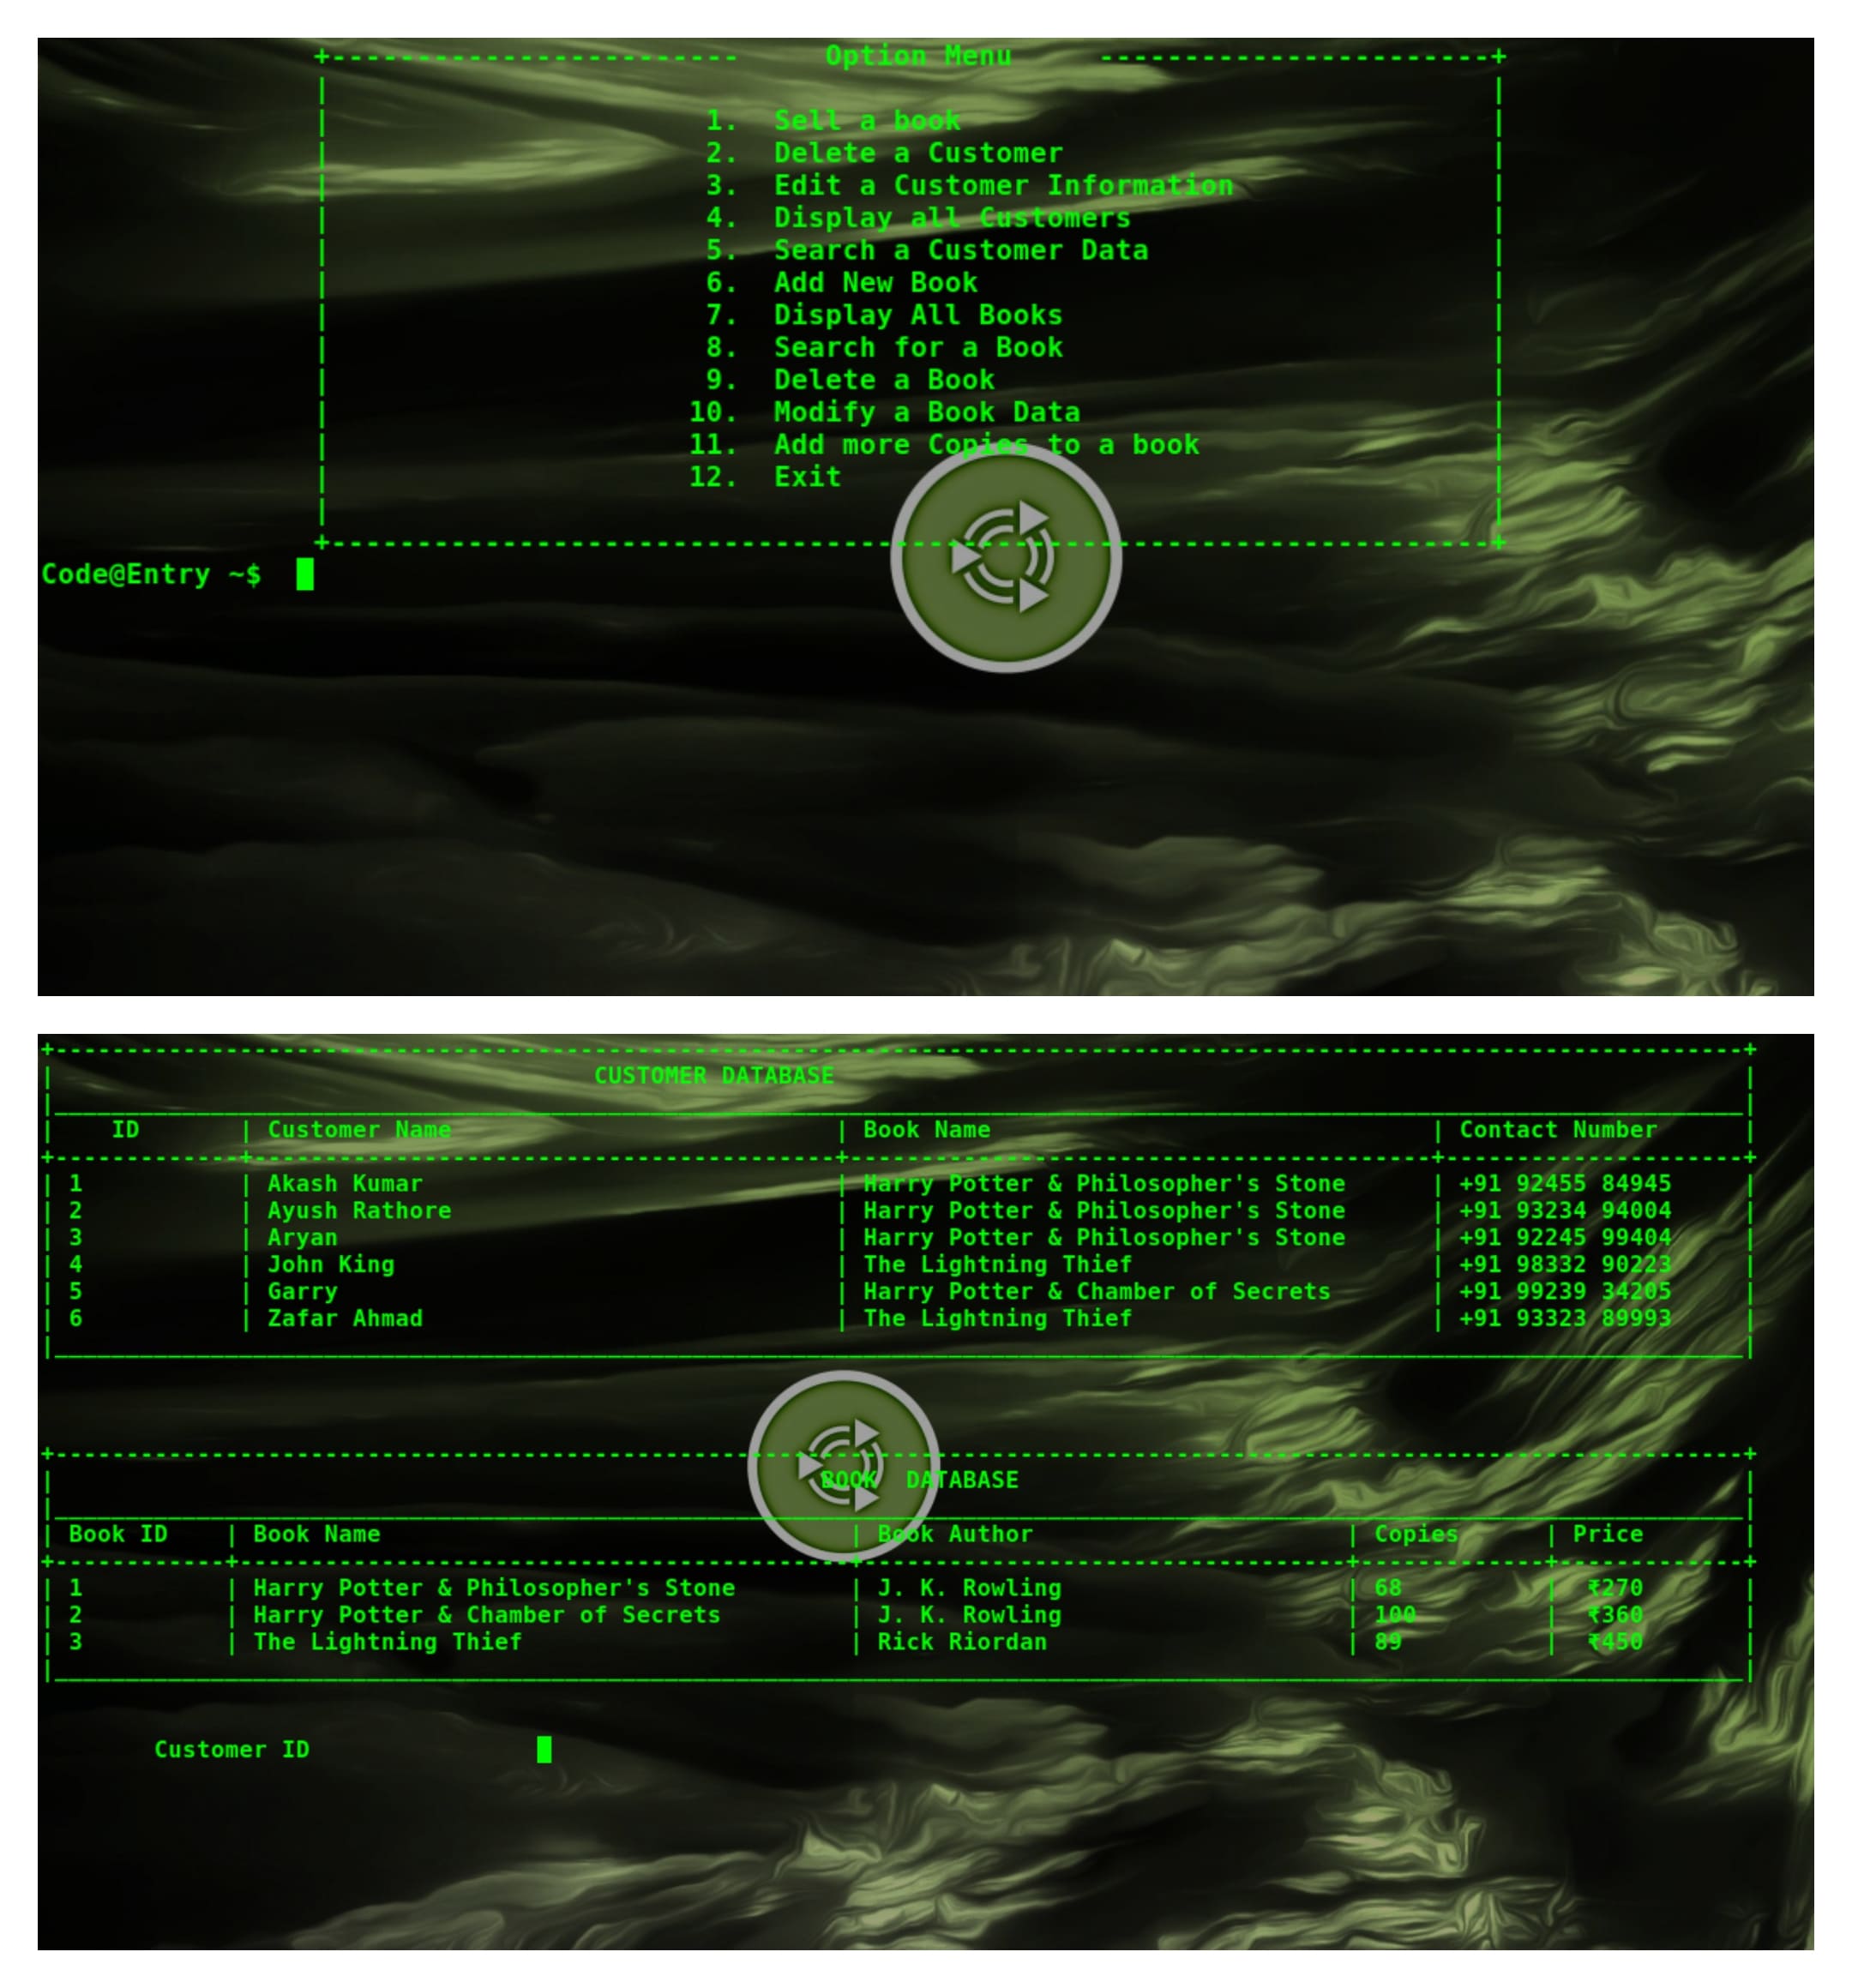 Option Menu
1. Sell a book
2. Delete a Customer
3. Edit a Customer Information
4. Display all Customers
5. Search a Customer Data
6. Add New Book
7. Display All Books
8. Search for a Book
9. Delete a Book
10. Modify a Book Data
11. Add more Copies to a book
12. Exit
Code@Entry ~$
CUSTOMER DATABASE
ID | Customer Name | Book Name | Contact Number
1 | Akash Kumar | Harry Potter & Philosopher's Stone | +91 92455 84945
2 | Ayush Rathore | Harry Potter & Philosopher's Stone | +91 93234 94004
3 | Aryan | Harry Potter & Philosopher's Stone | +91 92245 99404
4 | John King | The Lightning Thief | +91 98332 90223
5 | Garry | Harry Potter & Chamber of Secrets | +91 99239 34205
6 | Zafar Ahmad | The Lightning Thief | +91 93323 89993
BOOK DATABASE
Book ID | Book Name | Book Author | Copies | Price
1 | Harry Potter & Philosopher's Stone | J. K. Rowling | 68 | ₹270
2 | Harry Potter & Chamber of Secrets | J. K. Rowling | 100 | ₹360
3 | The Lightning Thief | Rick Riordan | 89 | ₹450
Customer ID